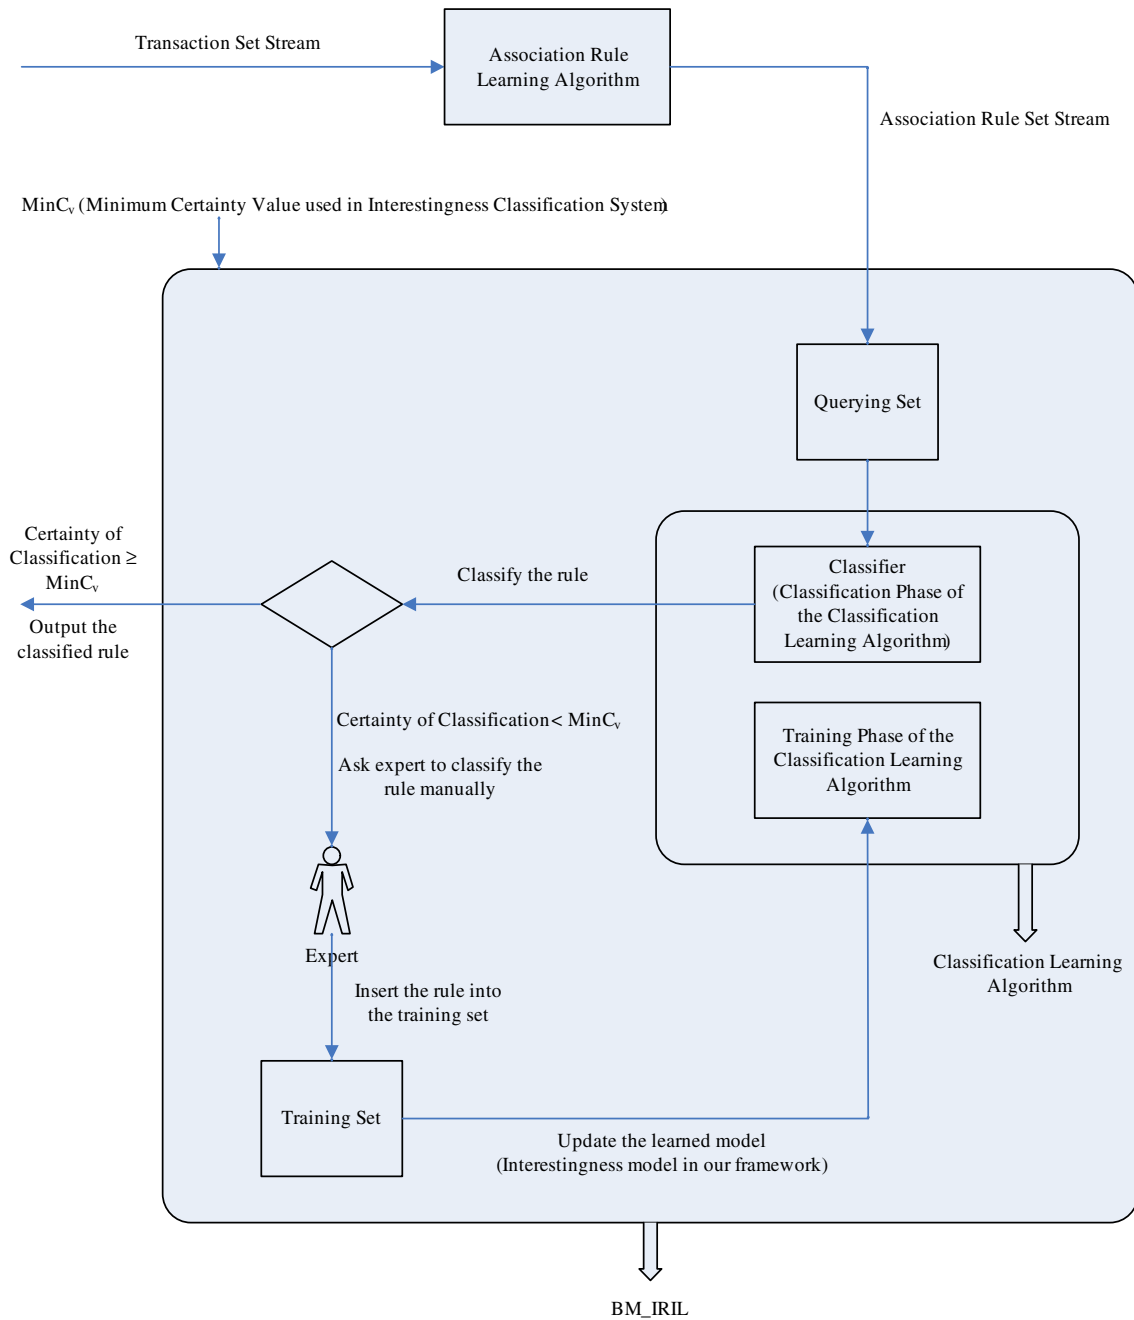 Transaction Set Stream
Association Rule
Learning Algorithm
Association Rule Set Stream
MinCv (Minimum Certainty Value used in Interestingness Classification System)
Querying Set
Certainty of
Classification ≥
MinCv
Output the
classified rule
Classify the rule
Classifier
(Classification Phase of
the Classification
Learning Algorithm)
Certainty of Classification < MinCv
Ask expert to classify the
rule manually
Training Phase of the
Classification Learning
Algorithm
Expert
Classification Learning
Algorithm
Insert the rule into
the training set
Training Set
Update the learned model
(Interestingness model in our framework)
BM_IRIL